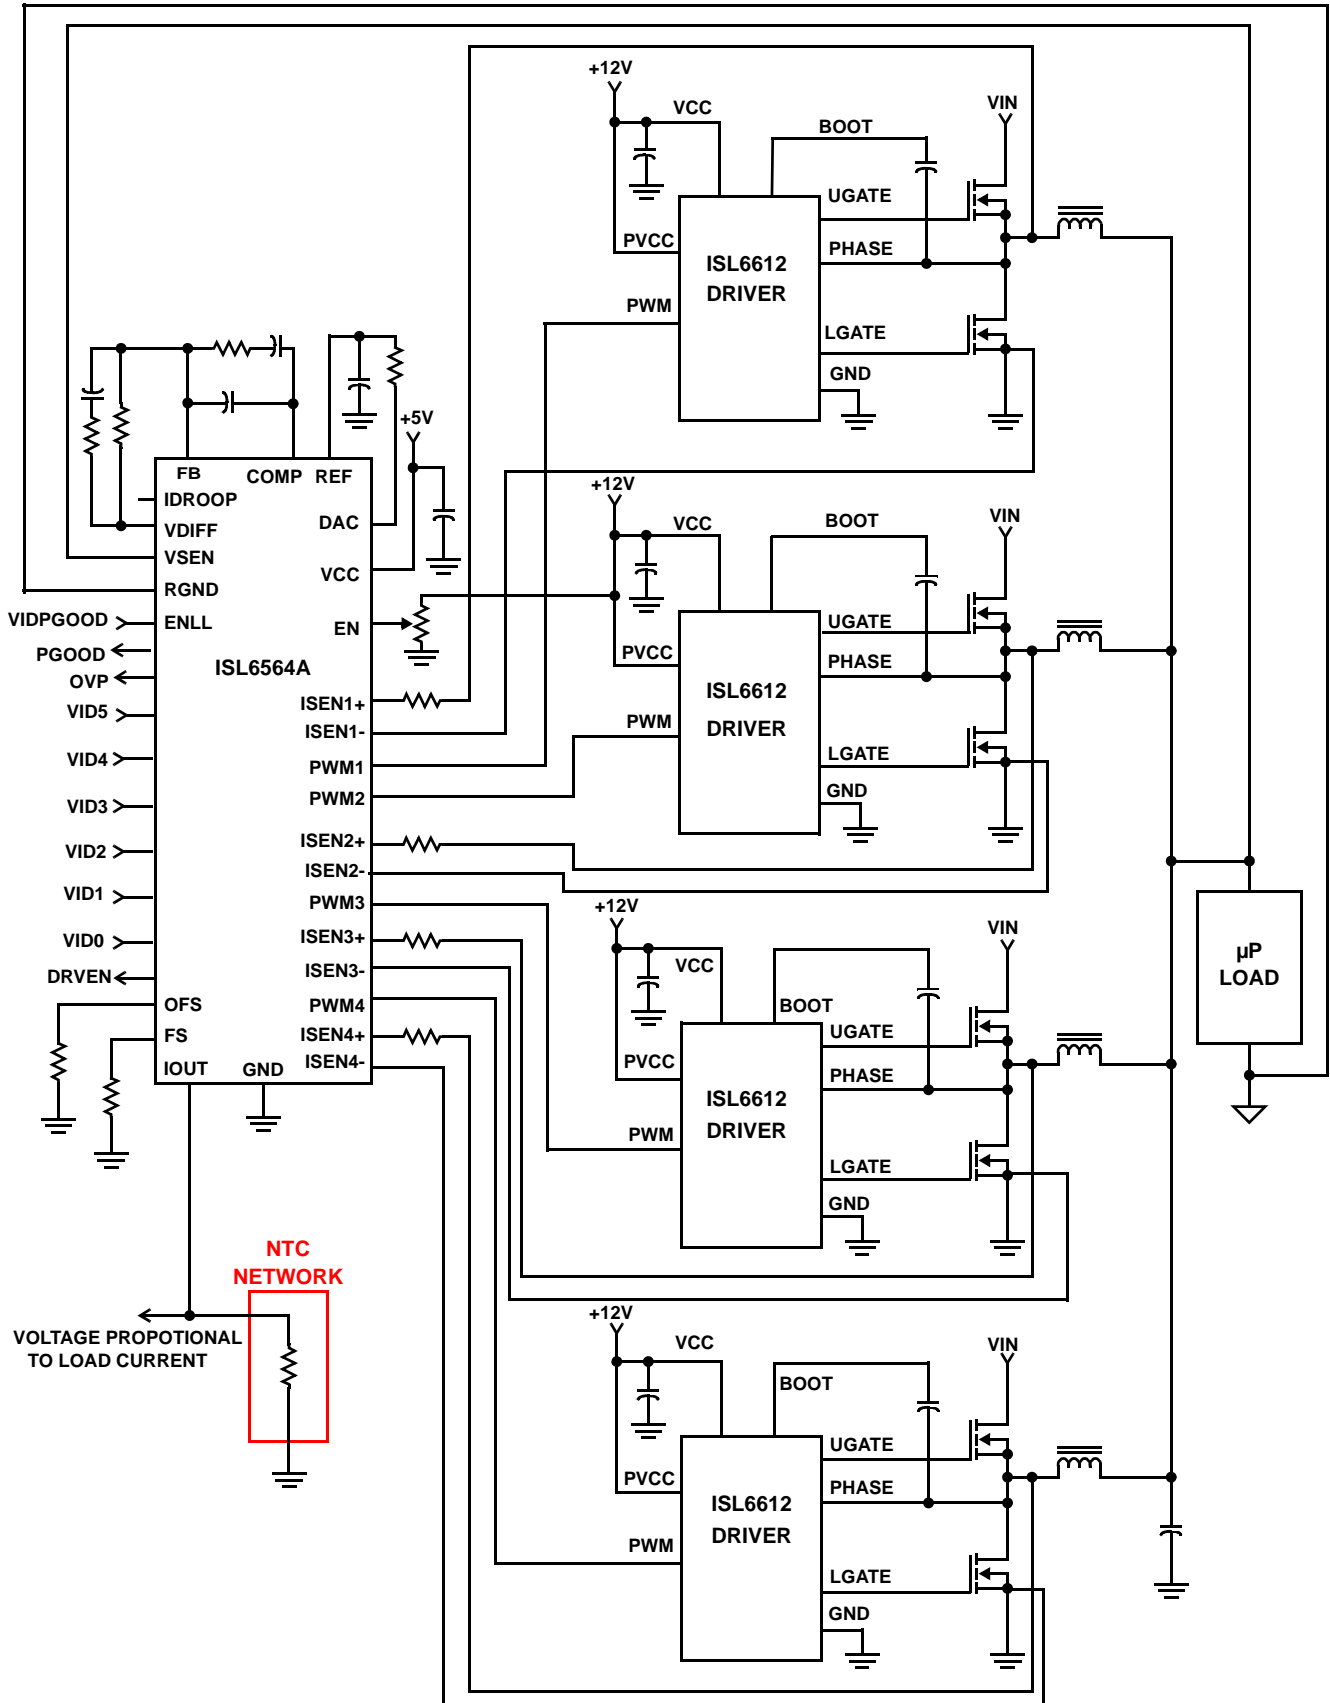 +12V
VCC
VIN
BOOT
UGATE
PVCC
PHASE
ISL6612
DRIVER
PWM
LGATE
GND
+5V
FB
COMP
REF
IDROOP
DAC
VDIFF
VSEN
VCC
RGND
VIDPGOOD
ENLL
EN
PGOOD
ISL6564A
OVP
ISEN1+
VID5
ISEN1-
VID4
PWM1
PWM2
VID3
ISEN2+
VID2
ISEN2-
VID1
PWM3
VID0
ISEN3+
DRVEN
ISEN3-
OFS
PWM4
FS
ISEN4+
IOUT
GND
ISEN4-
+12V
VCC
BOOT
VIN
UGATE
PVCC
PHASE
ISL6612
DRIVER
PWM
LGATE
GND
+12V
VCC
VIN
BOOT
UGATE
PVCC
PHASE
ISL6612
DRIVER
PWM
LGATE
GND
µP
LOAD
NTC
NETWORK
VOLTAGE PROPOTIONAL
TO LOAD CURRENT
+12V
VCC
VIN
BOOT
UGATE
PVCC
PHASE
ISL6612
DRIVER
PWM
LGATE
GND